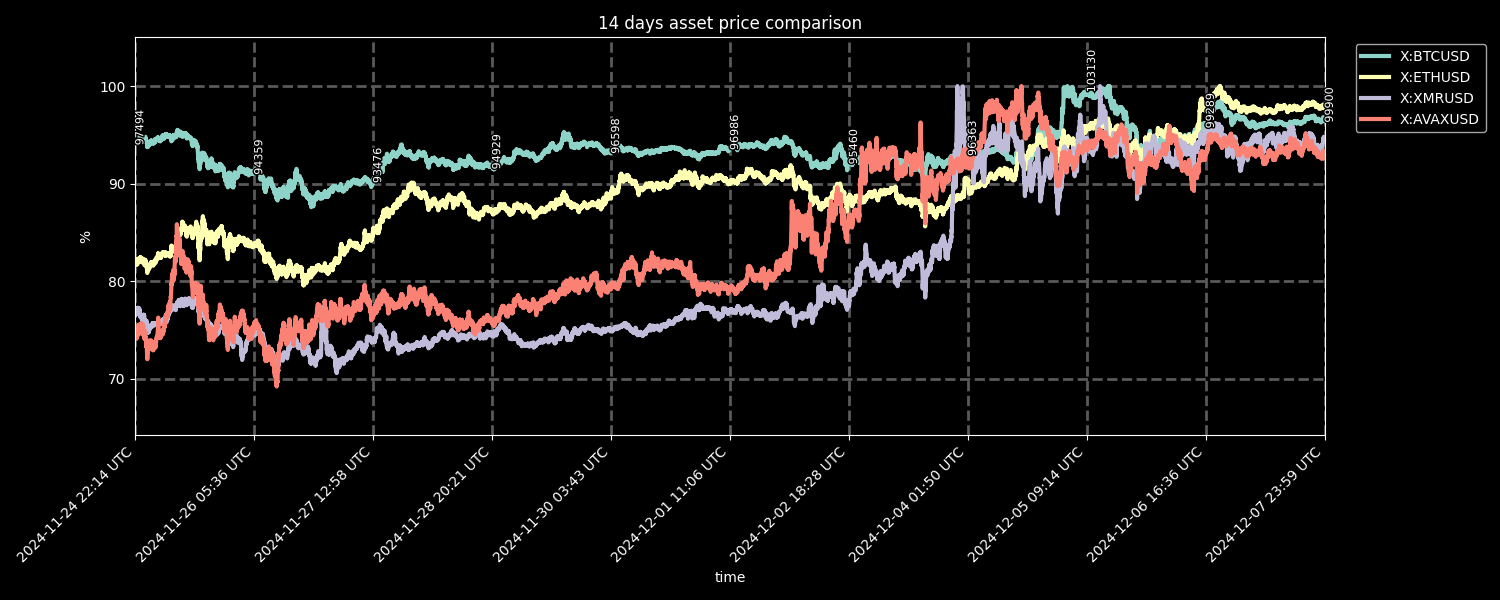 14 days asset price comparison
X:BTCUSD
X:ETHUSD
X:XMRUSD
X:AVAXUSD
%
100
90
80
70
97494
94359
93476
94929
96598
96986
95460
96363
103130
99289
99900
2024-11-24 22:14 UTC
2024-11-26 05:36 UTC
2024-11-27 12:58 UTC
2024-11-28 20:21 UTC
2024-11-30 03:43 UTC
2024-12-01 11:06 UTC
2024-12-02 18:28 UTC
2024-12-04 01:50 UTC
2024-12-05 09:14 UTC
2024-12-06 16:36 UTC
2024-12-07 23:59 UTC
time